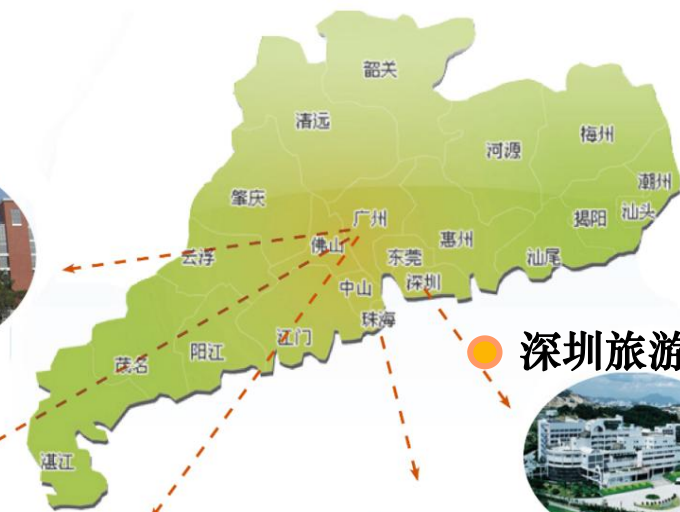 韶关
清远
梅州
河源
潮州
肇庆
汕头
广州
揭阳
惠州
佛山
云浮
东莞
汕尾
深圳
中山
珠海
江门
深圳旅游
阳江
茂名
湛江